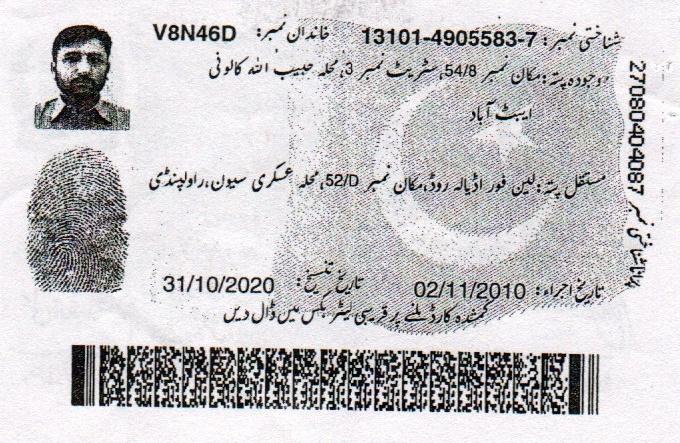 شناختی نمبر: 13101-4905583-7 خاندان نمبر: V8N46D
موجودہ پتہ: مکان نمبر 54/8، سٹریٹ نمبر 3، محلہ حبیب اللہ کالونی
ایبٹ آباد
مستقل پتہ: لین فور اڈیالہ روڈ، مکان نمبر 52/D، محلہ عسکری سیون، راولپنڈی
تاریخ اجراء: 02/11/2010 تاریخ تنسیخ: 31/10/2020
گمشدہ کارڈ ملنے پر قریبی لیٹر بکس میں ڈال دیں
27080404087 پرانا شناختی نمبر